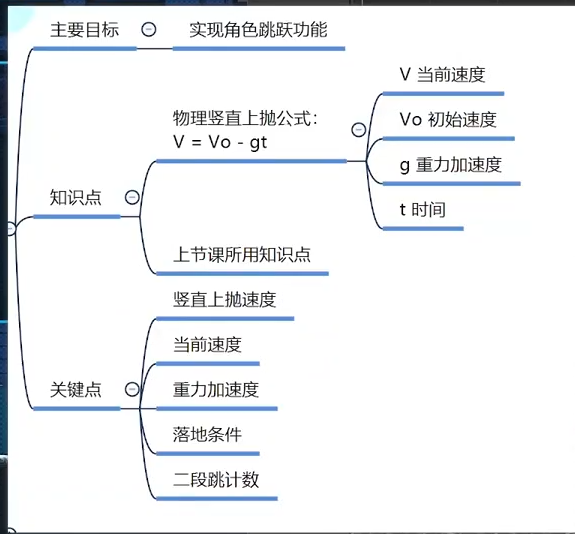 主要目标
实现角色跳跃功能
知识点
物理竖直上抛公式：
V = Vo - gt
V 当前速度
Vo 初始速度
g 重力加速度
t 时间
上节课所用知识点
关键点
竖直上抛速度
当前速度
重力加速度
落地条件
二段跳计数